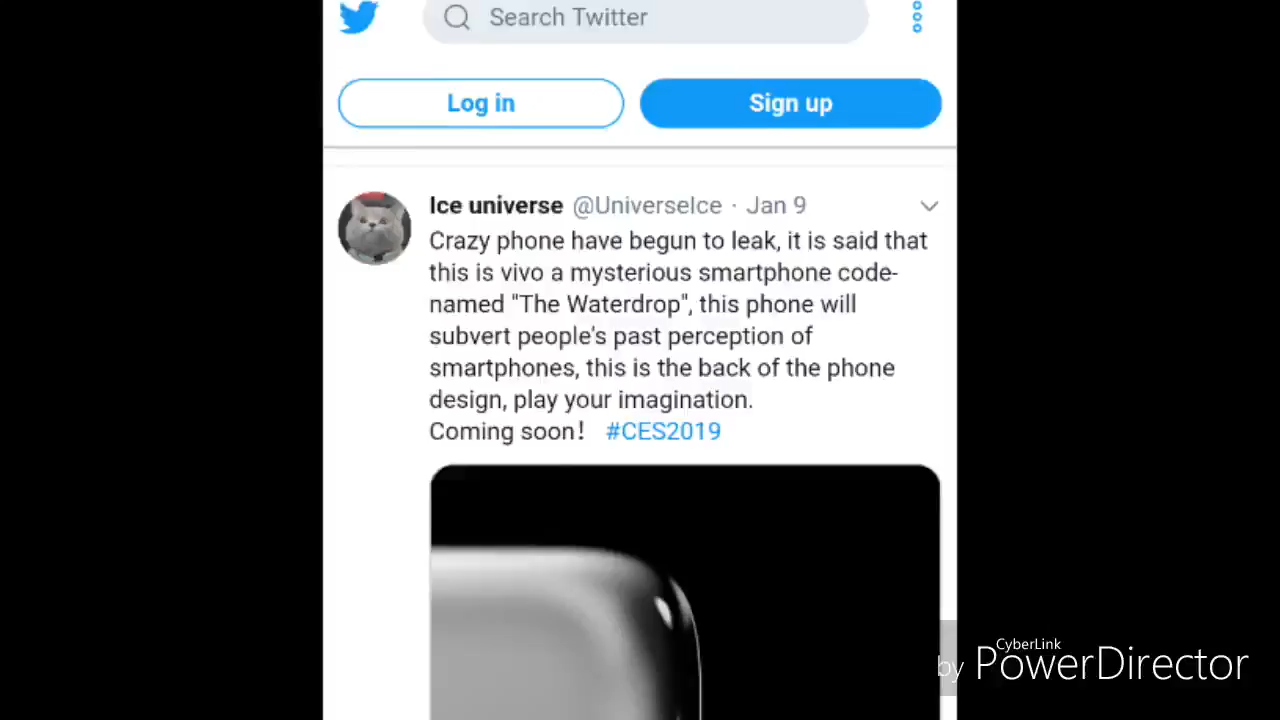 Search Twitter
Log in
Sign up
Ice universe @UniverseIce · Jan 9
Crazy phone have begun to leak, it is said that
this is vivo a mysterious smartphone code-
named "The Waterdrop", this phone will
subvert people's past perception of
smartphones, this is the back of the phone
design, play your imagination.
Coming soon！ #CES2019
CyberLink
by PowerDirector